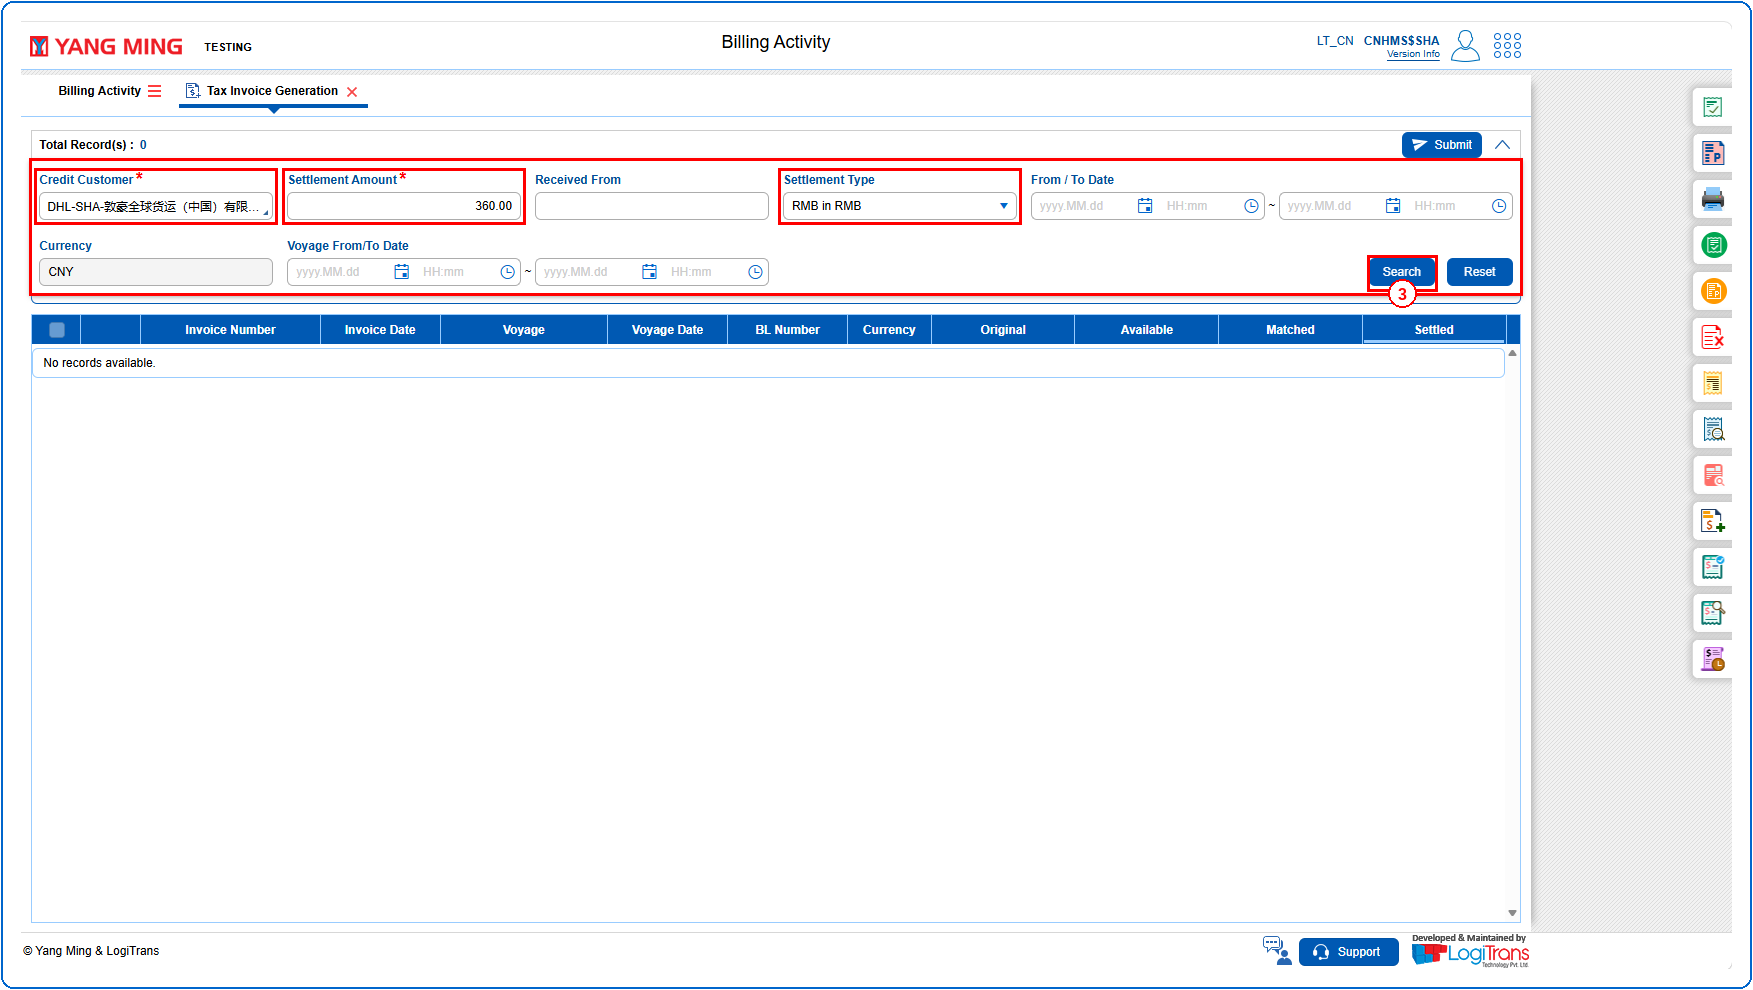 YANG MING TESTING
Billing Activity
LT_CN CNHMS$SHA
Version Info
Billing Activity
Tax Invoice Generation
Total Record(s) : 0
Submit
Credit Customer *
Settlement Amount *
Received From
Settlement Type
From / To Date
DHL-SHA-敦豪全球货运（中国）有限...
360.00
RMB in RMB
yyyy.MM.dd HH:mm ~ yyyy.MM.dd HH:mm
Currency
Voyage From/To Date
CNY
yyyy.MM.dd HH:mm ~ yyyy.MM.dd HH:mm
Search
Reset
3
Invoice Number Invoice Date Voyage Voyage Date BL Number Currency Original Available Matched Settled
No records available.
© Yang Ming & LogiTrans
Support
Developed & Maintained by
LogiTrans
Technology Pvt. Ltd.